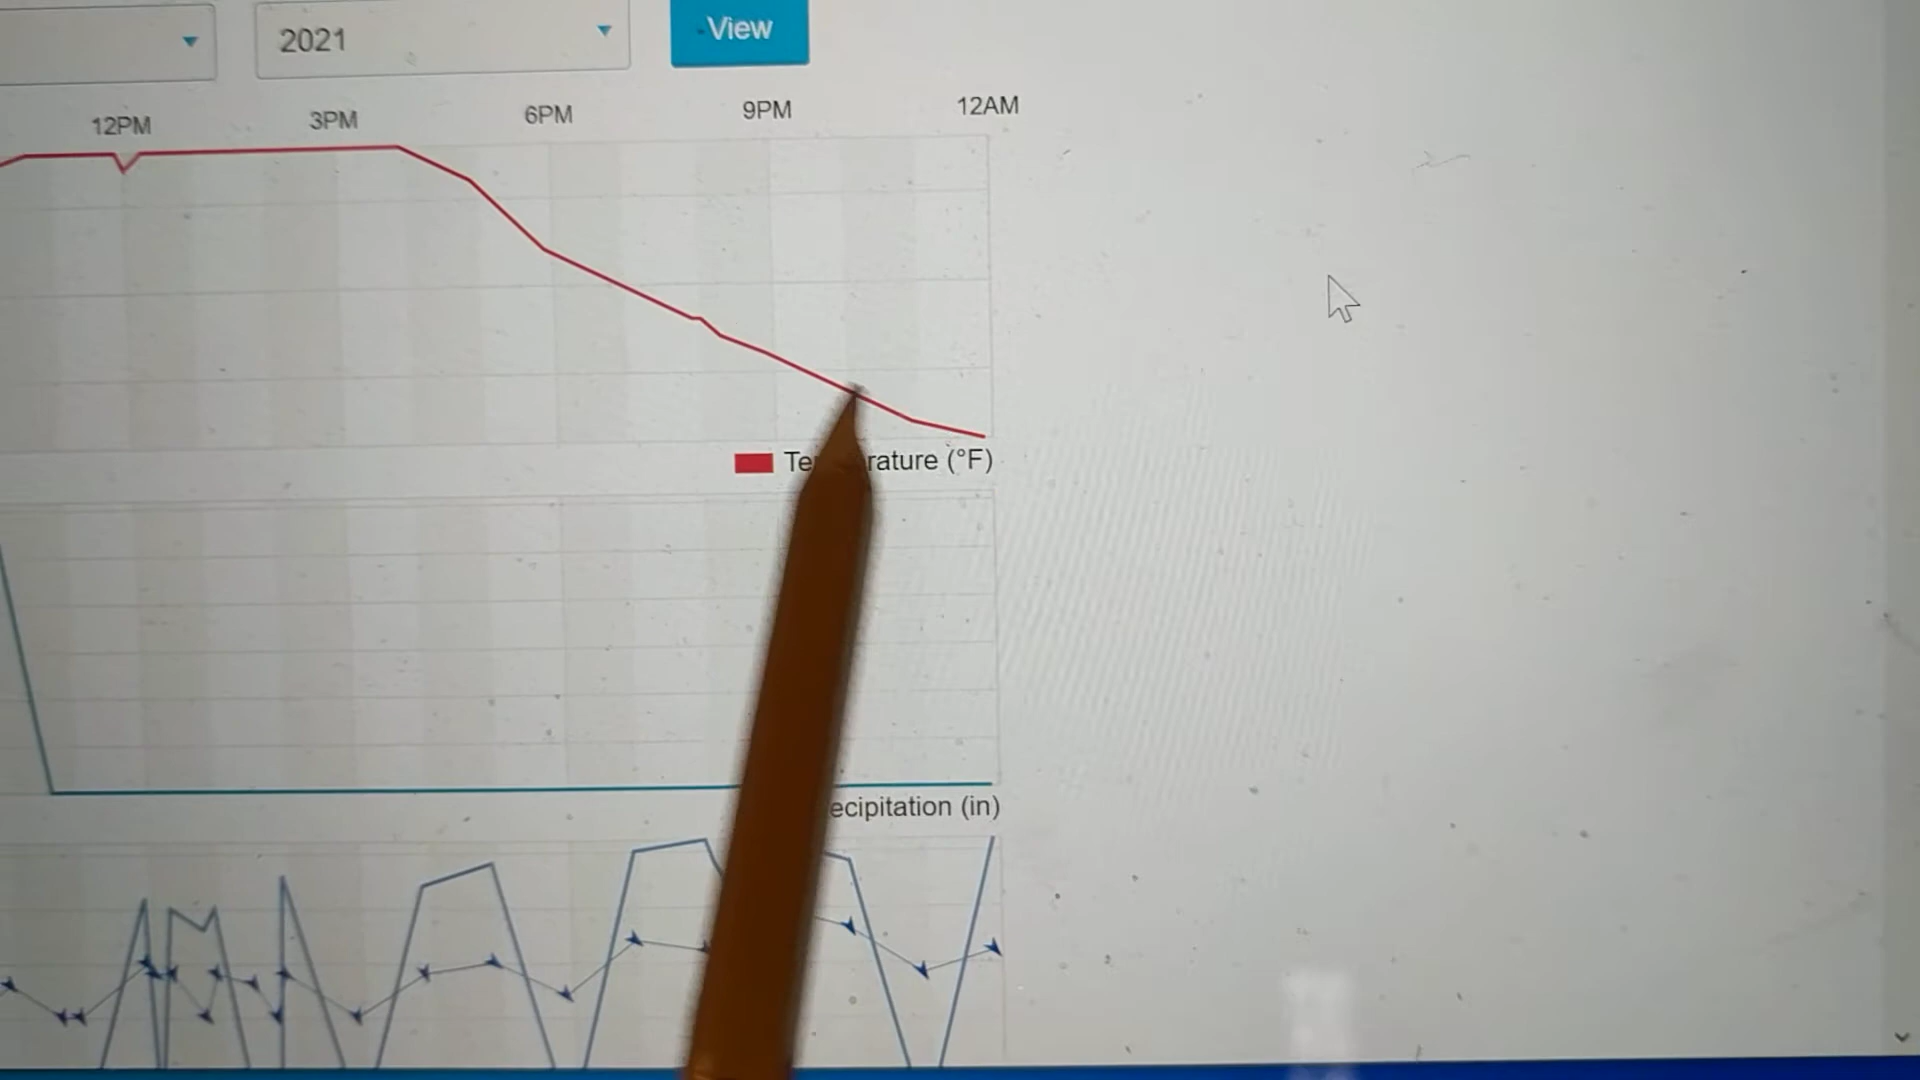 2021
View
12PM 3PM 6PM 9PM 12AM
Te rature (°F)
ecipitation (in)